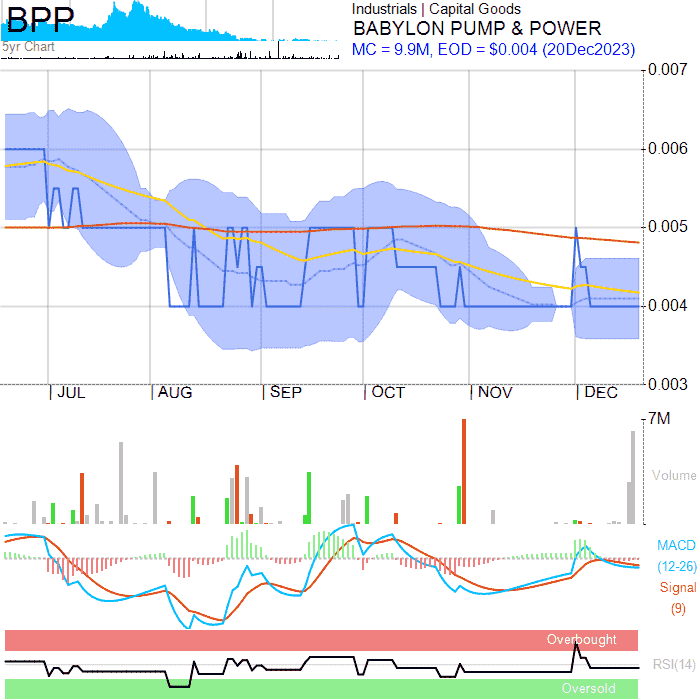 BPP
5yr Chart
Industrials | Capital Goods
BABYLON PUMP & POWER
MC = 9.9M, EOD = $0.004 (20Dec2023)
0.007
0.006
0.005
0.004
0.003
JUL AUG SEP OCT NOV DEC
7M
Volume
MACD
(12-26)
Signal
(9)
Overbought
RSI(14)
Oversold